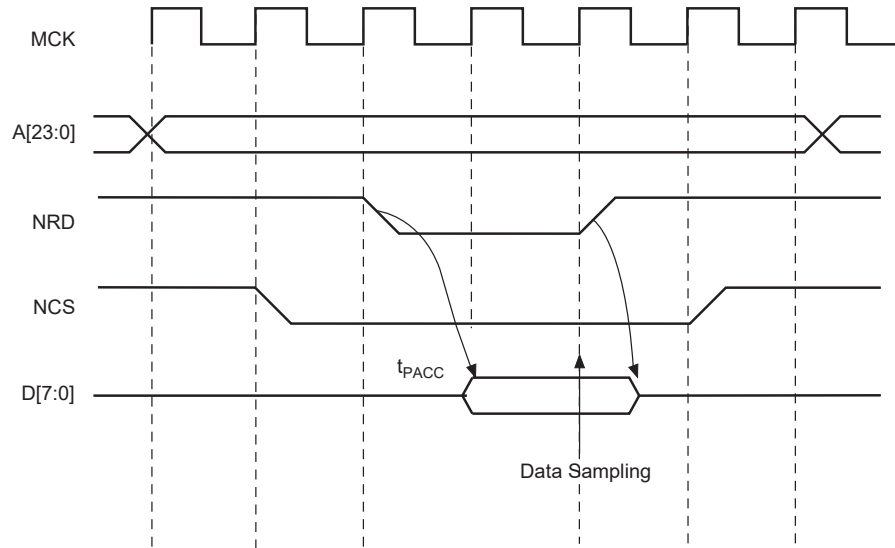 MCK
A[23:0]
NRD
NCS
tPACC
D[7:0]
Data Sampling